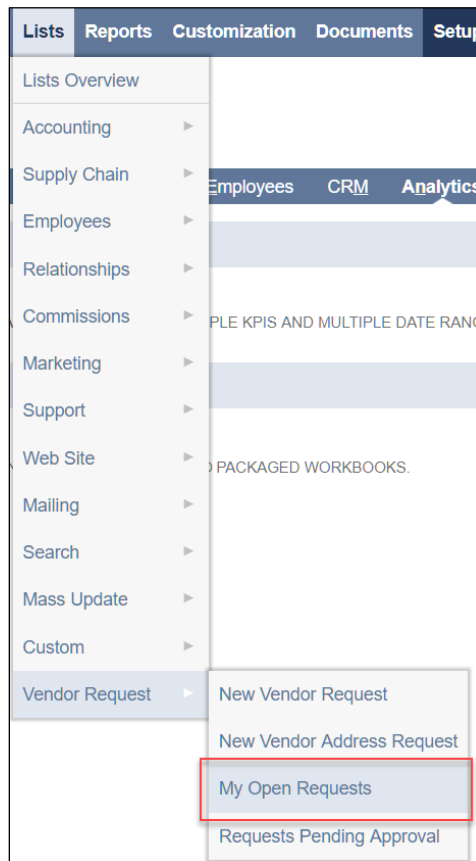 Lists Reports Customization Documents Setup
Lists Overview
Accounting
Supply Chain
Employees CRM Analytics
Employees
Relationships
Commissions
PLE KPIS AND MULTIPLE DATE RANG
Marketing
Support
Web Site
PACKAGED WORKBOOKS.
Mailing
Search
Mass Update
Custom
Vendor Request
New Vendor Request
New Vendor Address Request
My Open Requests
Requests Pending Approval